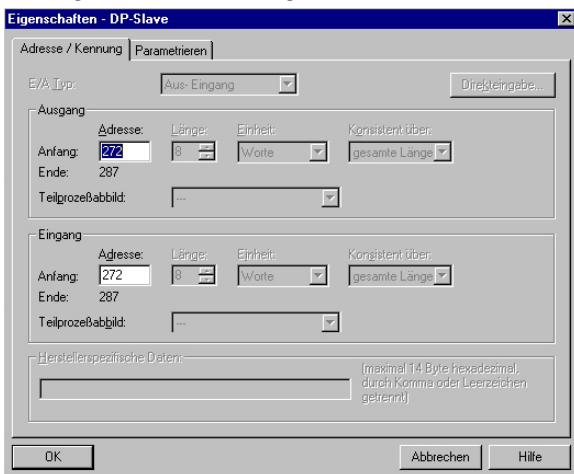 Eigenschaften - DP-Slave
Adresse / Kennung Parametrieren
E/A Typ: Aus- Eingang Direkteingabe...
Ausgang
Adresse: Länge: Einheit: Konsistent über:
Anfang: 272 8 Worte gesamte Länge
Ende: 287
Teilprozeßabbild: ---
Eingang
Adresse: Länge: Einheit: Konsistent über:
Anfang: 272 8 Worte gesamte Länge
Ende: 287
Teilprozeßabbild: ---
Herstellerspezifische Daten:
(maximal 14 Byte hexadezimal,
durch Komma oder Leerzeichen
getrennt)
OK Abbrechen Hilfe